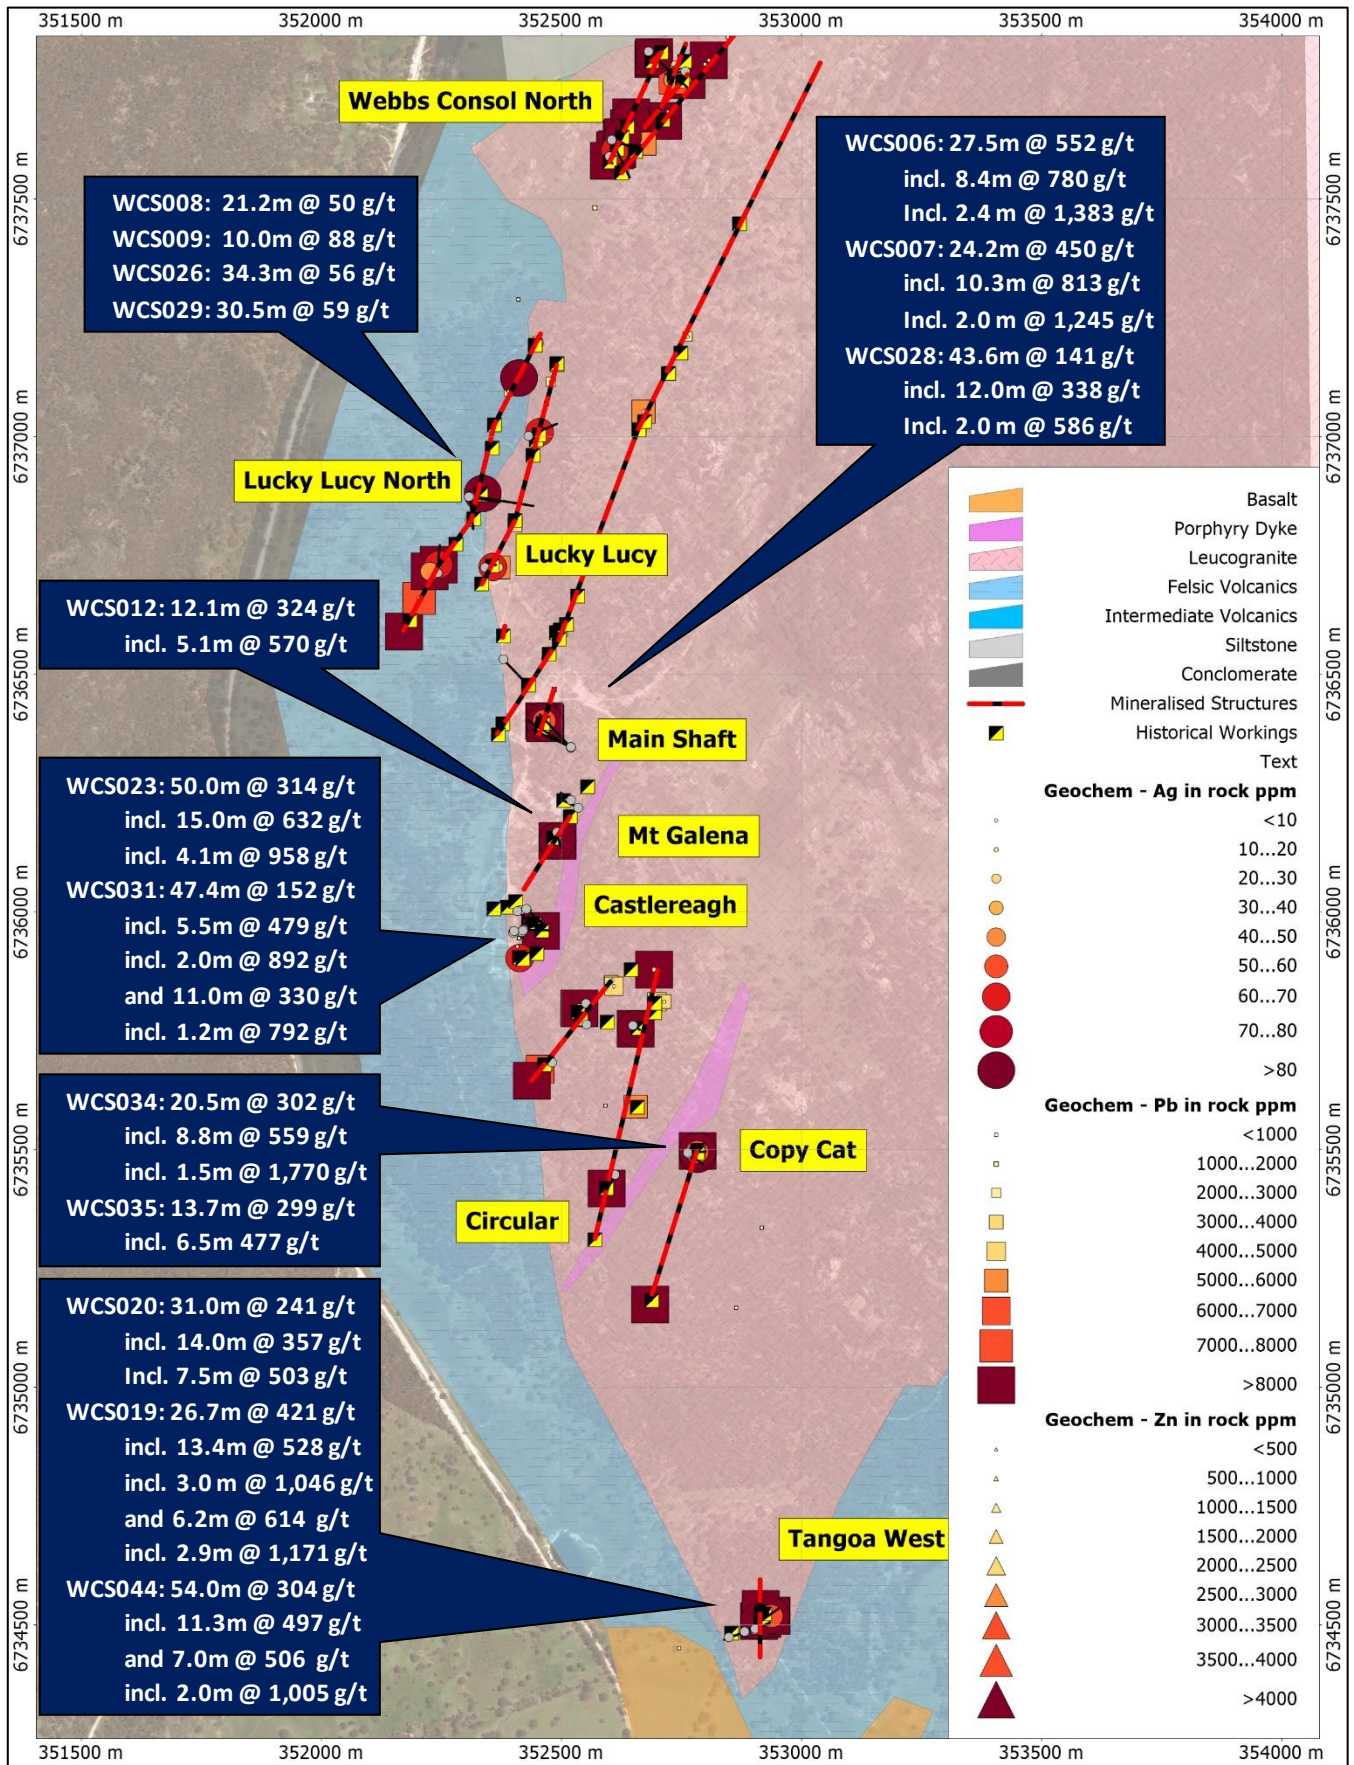 351500 m
352000 m
352500 m
353000 m
353500 m
354000 m
Webbs Consol North
WCS006: 27.5m @ 552 g/t
incl. 8.4m @ 780 g/t
Incl. 2.4 m @ 1,383 g/t
WCS007: 24.2m @ 450 g/t
incl. 10.3m @ 813 g/t
Incl. 2.0 m @ 1,245 g/t
WCS028: 43.6m @ 141 g/t
incl. 12.0m @ 338 g/t
Incl. 2.0 m @ 586 g/t
6737500 m
6737500 m
WCS008: 21.2m @ 50 g/t
WCS009: 10.0m @ 88 g/t
WCS026: 34.3m @ 56 g/t
WCS029: 30.5m @ 59 g/t
6737000 m
6737000 m
Lucky Lucy North
Lucky Lucy
WCS012: 12.1m @ 324 g/t
incl. 5.1m @ 570 g/t
6736500 m
6736500 m
Main Shaft
WCS023: 50.0m @ 314 g/t
incl. 15.0m @ 632 g/t
incl. 4.1m @ 958 g/t
WCS031: 47.4m @ 152 g/t
incl. 5.5m @ 479 g/t
incl. 2.0m @ 892 g/t
and 11.0m @ 330 g/t
incl. 1.2m @ 792 g/t
Mt Galena
Castlereagh
6736000 m
6736000 m
WCS034: 20.5m @ 302 g/t
incl. 8.8m @ 559 g/t
incl. 1.5m @ 1,770 g/t
WCS035: 13.7m @ 299 g/t
incl. 6.5m 477 g/t
6735500 m
6735500 m
Copy Cat
Circular
WCS020: 31.0m @ 241 g/t
incl. 14.0m @ 357 g/t
Incl. 7.5m @ 503 g/t
WCS019: 26.7m @ 421 g/t
incl. 13.4m @ 528 g/t
incl. 3.0 m @ 1,046 g/t
and 6.2m @ 614 g/t
incl. 2.9m @ 1,171 g/t
WCS044: 54.0m @ 304 g/t
incl. 11.3m @ 497 g/t
and 7.0m @ 506 g/t
incl. 2.0m @ 1,005 g/t
6735000 m
6735000 m
Tangoa West
6734500 m
6734500 m
Basalt
Porphyry Dyke
Leucogranite
Felsic Volcanics
Intermediate Volcanics
Siltstone
Conclomerate
Mineralised Structures
Historical Workings
Text
Geochem - Ag in rock ppm
<10
10...20
20...30
30...40
40...50
50...60
60...70
70...80
>80
Geochem - Pb in rock ppm
<1000
1000...2000
2000...3000
3000...4000
4000...5000
5000...6000
6000...7000
7000...8000
>8000
Geochem - Zn in rock ppm
<500
500...1000
1000...1500
1500...2000
2000...2500
2500...3000
3000...3500
3500...4000
>4000
351500 m
352000 m
352500 m
353000 m
353500 m
354000 m